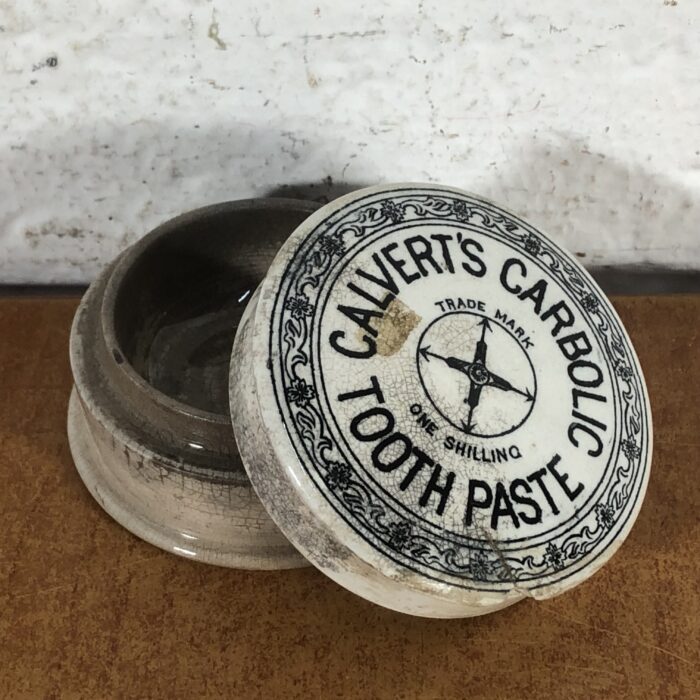 CALVERT'S CARBOLIC
TRADE MARK
ONE SHILLING
TOOTH PASTE